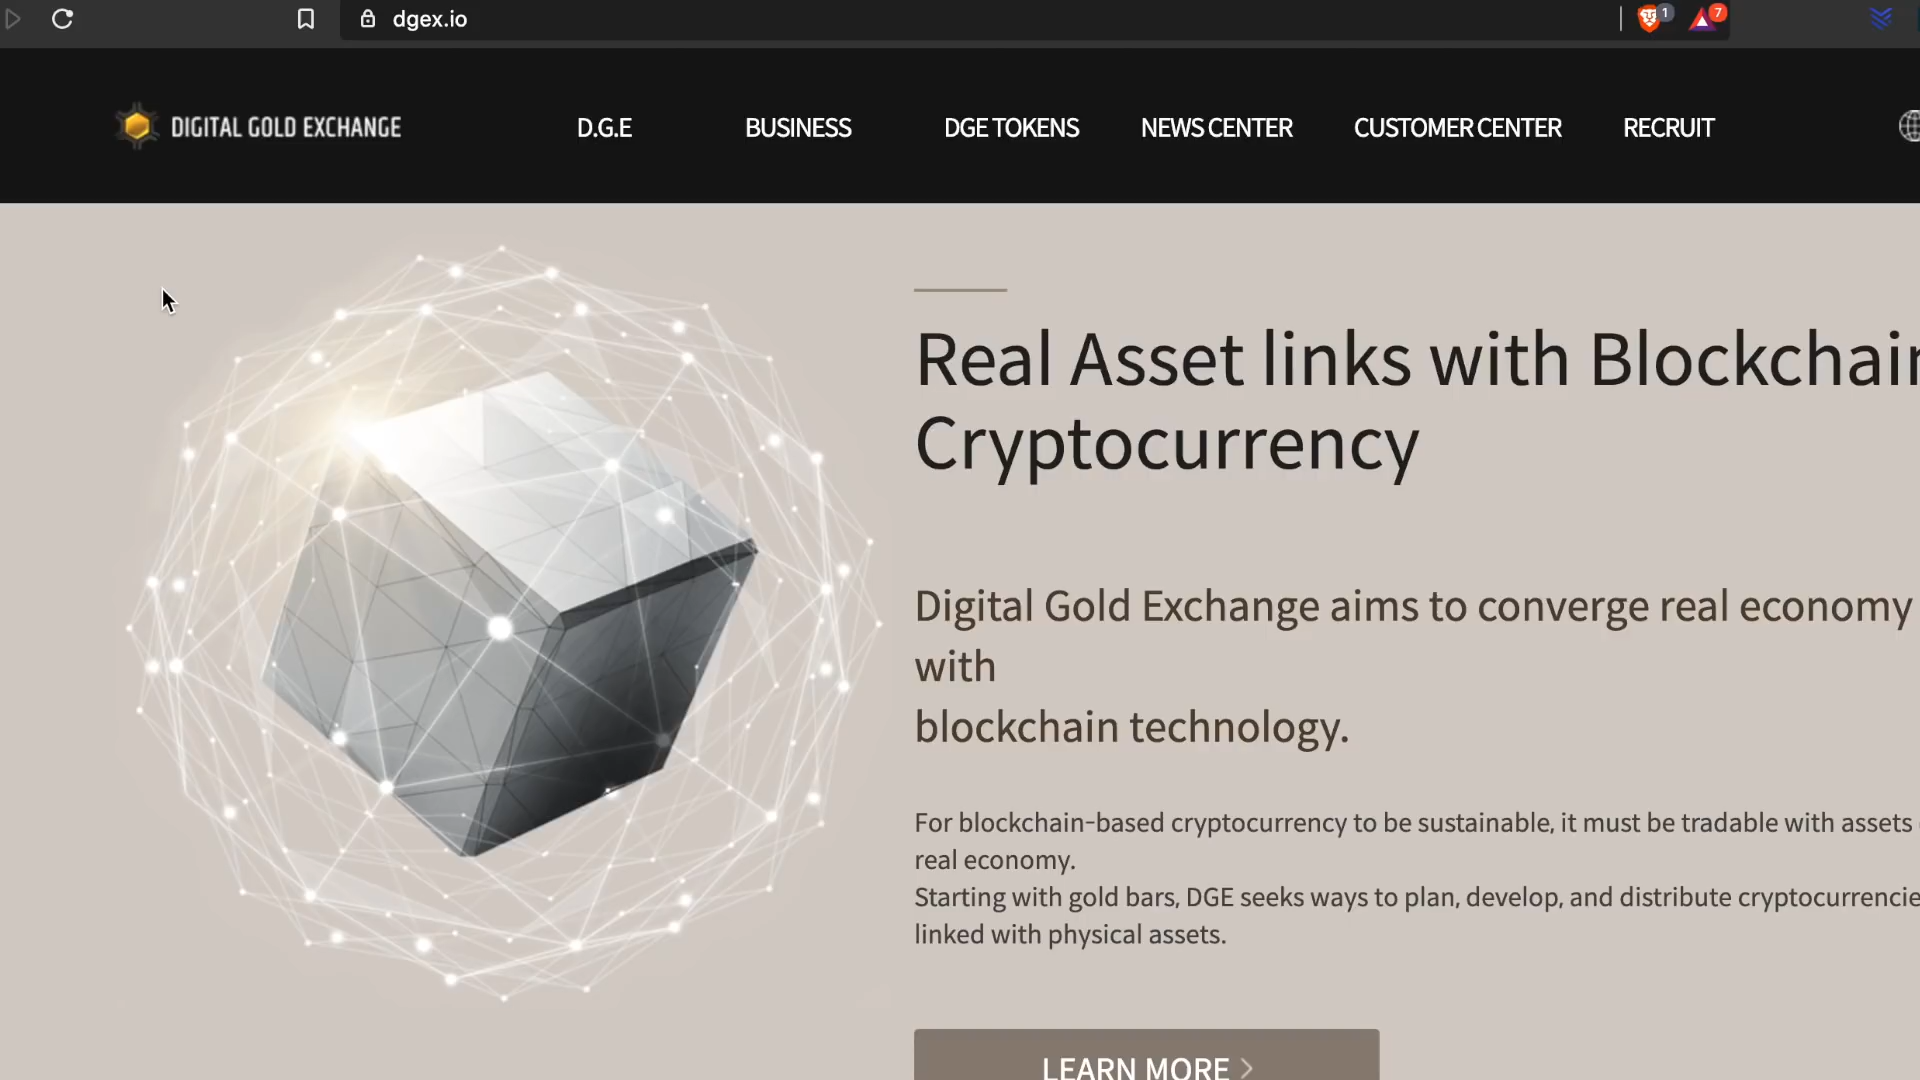 dgex.io
1
7
DIGITAL GOLD EXCHANGE
D.G.E
BUSINESS
DGE TOKENS
NEWS CENTER
CUSTOMER CENTER
RECRUIT
Real Asset links with Blockchain
Cryptocurrency
Digital Gold Exchange aims to converge real economy
with
blockchain technology.
For blockchain-based cryptocurrency to be sustainable, it must be tradable with assets
real economy.
Starting with gold bars, DGE seeks ways to plan, develop, and distribute cryptocurrencie
linked with physical assets.
LEARN MORE